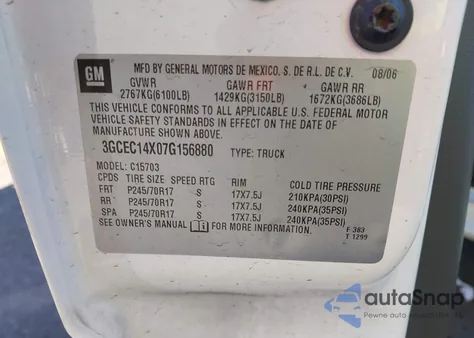 GM
MFD BY GENERAL MOTORS DE MEXICO, S. DE R.L. DE C.V. 08/06
GVWR GAWR FRT GAWR RR
2767KG(6100LB) 1429KG(3150LB) 1672KG(3686LB)
THIS VEHICLE CONFORMS TO ALL APPLICABLE U.S. FEDERAL MOTOR
VEHICLE SAFETY STANDARDS IN EFFECT ON THE DATE OF
MANUFACTURE SHOWN ABOVE.
3GCEC14X07G156880 TYPE: TRUCK
MODEL: C15703
CPDS TIRE SIZE SPEED RTG RIM COLD TIRE PRESSURE
FRT P245/70R17 S 17X7.5J 210KPA(30PSI)
RR P245/70R17 S 17X7.5J 240KPA(35PSI)
SPA P245/70R17 S 17X7.5J 240KPA(35PSI)
SEE OWNER'S MANUAL i FOR MORE INFORMATION.
F 383
T 1299
autoSnap
Pewne auto